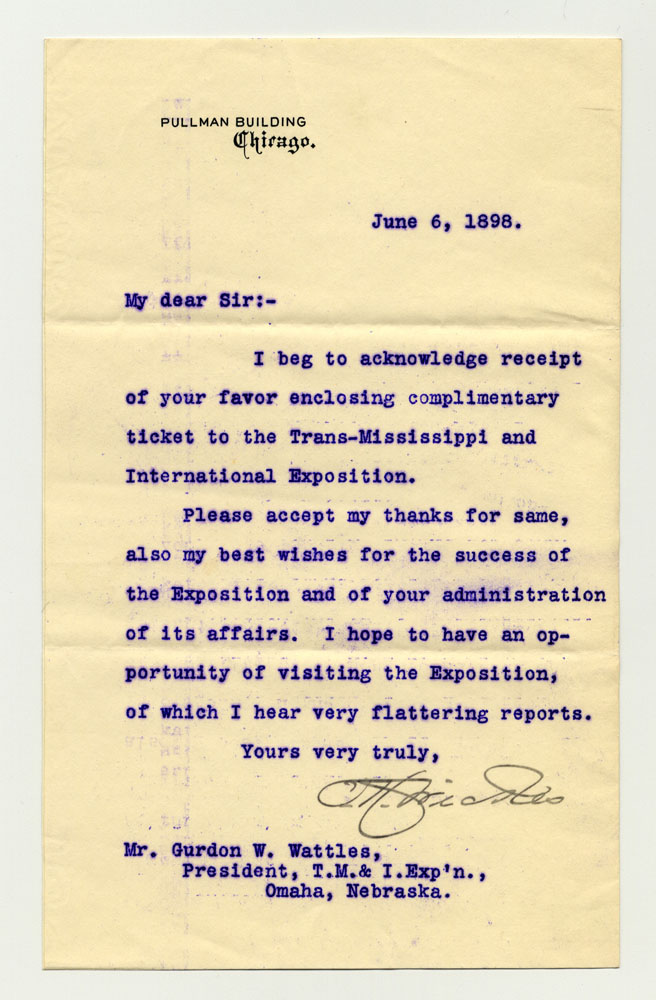 PULLMAN BUILDING
Chicago.
June 6, 1898.
My dear Sir:-
I beg to acknowledge receipt
of your favor enclosing complimentary
ticket to the Trans-Mississippi and
International Exposition.
Please accept my thanks for same,
also my best wishes for the success of
the Exposition and of your administration
of its affairs. I hope to have an op-
portunity of visiting the Exposition,
of which I hear very flattering reports.
Yours very truly,
Mr. Gurdon W. Wattles,
President, T.M.& I.Exp'n.,
Omaha, Nebraska.